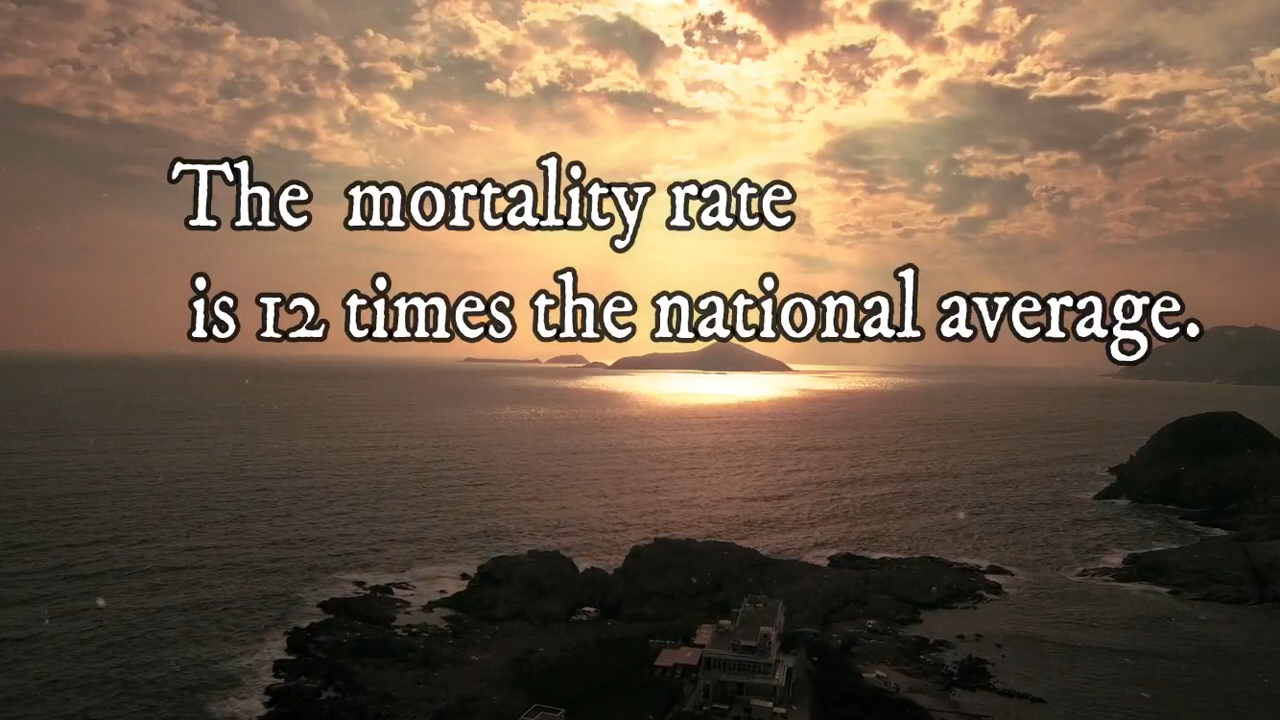 The mortality rate
is 12 times the national average.